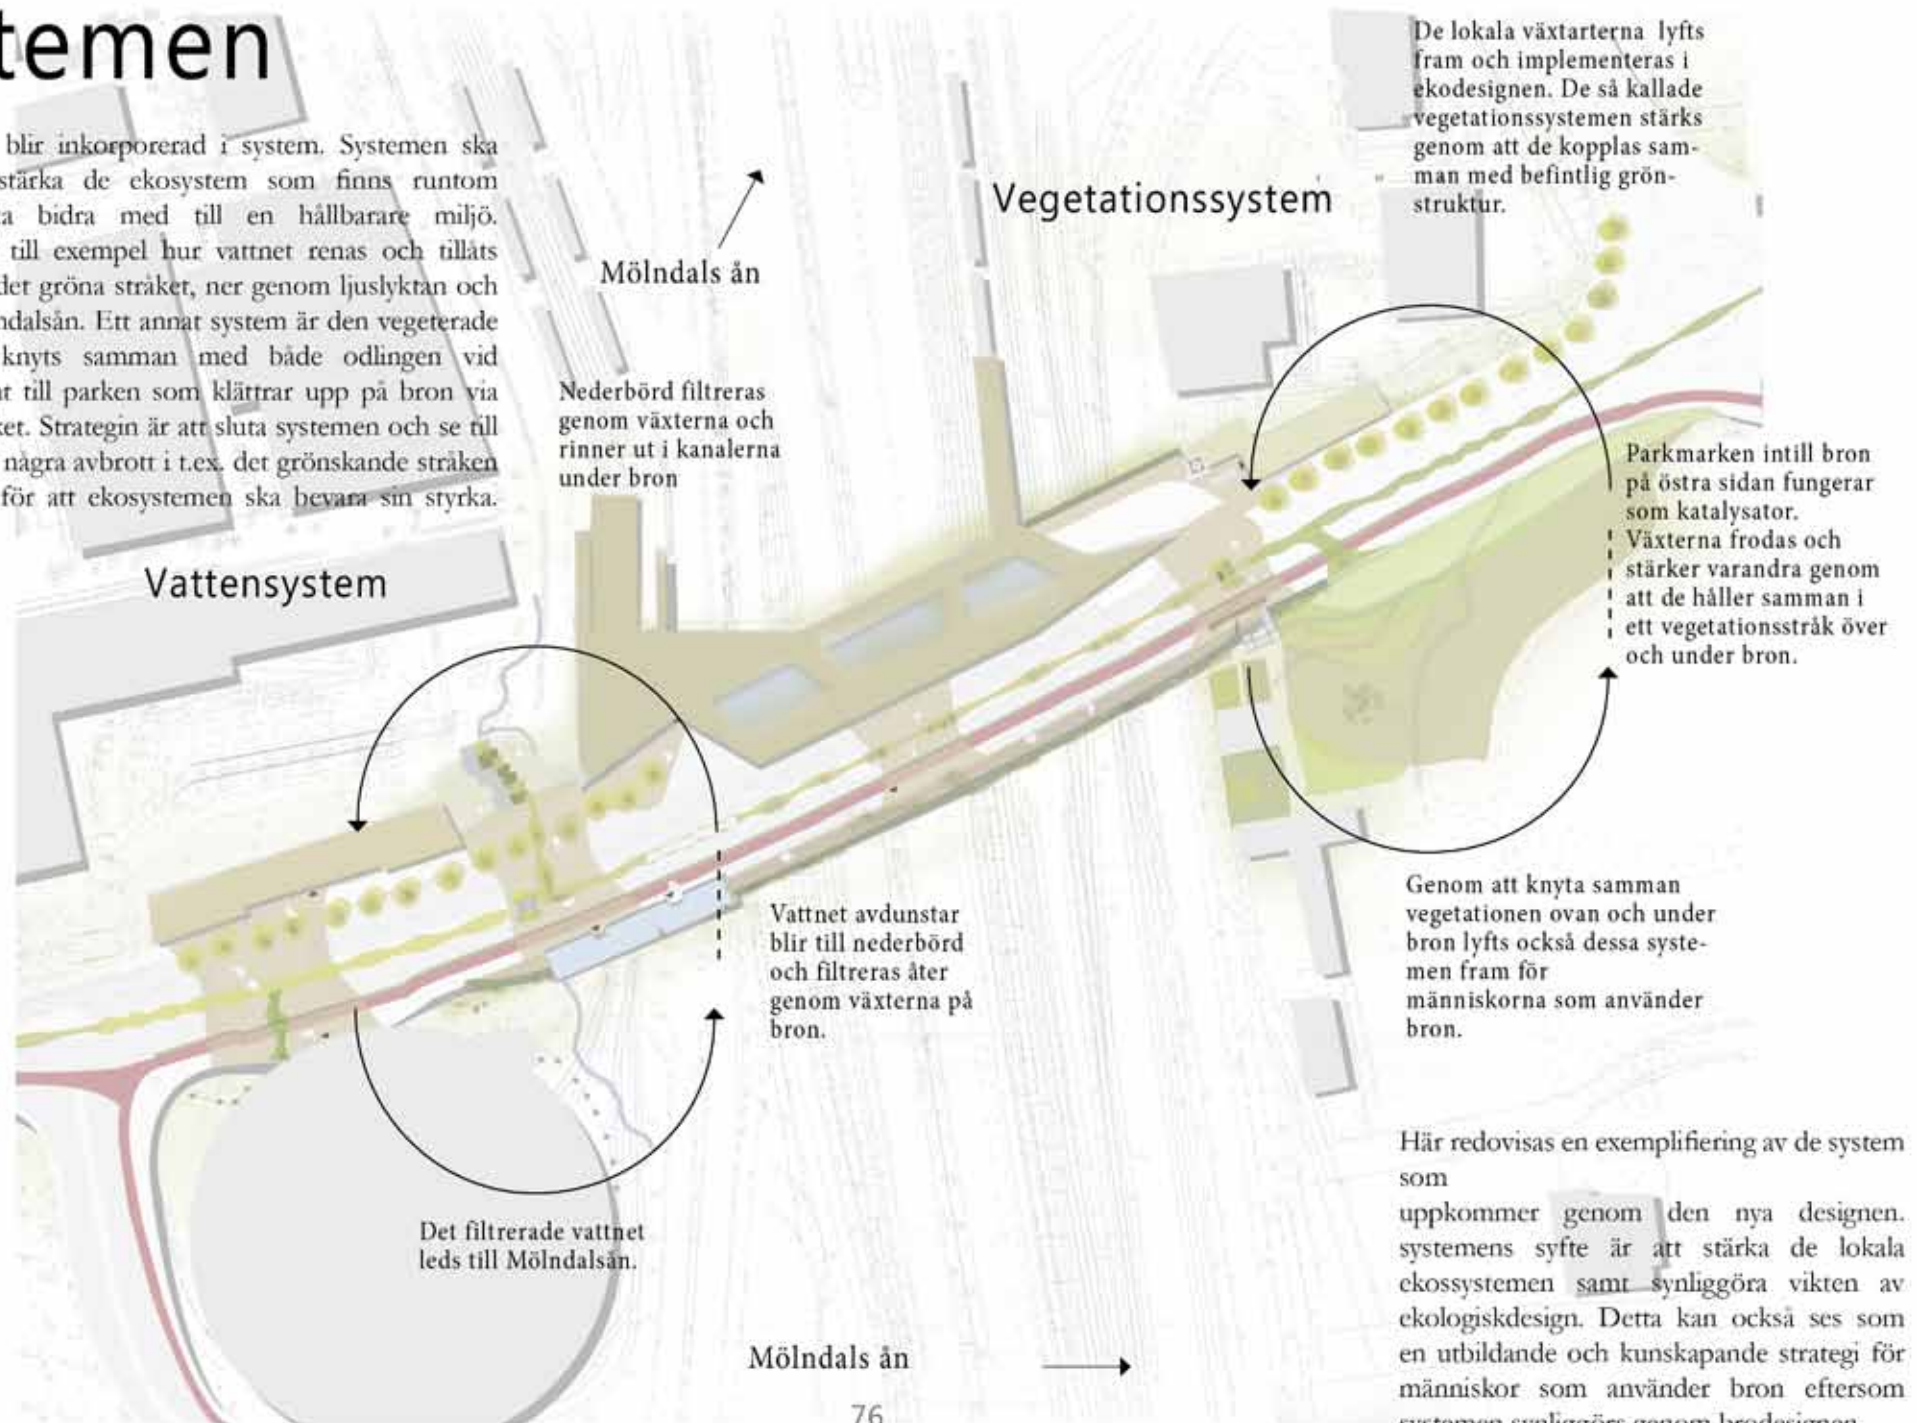 temen
blir inkorporerad i system. Systemen ska
stärka de ekosystem som finns runtom
a bidra med till en hållbarare miljö.
till exempel hur vattnet renas och tillåts
det gröna stråket, ner genom ljuslyktan och
ndalsån. Ett annat system är den vegeterade
knyts samman med både odlingen vid
t till parken som klättrar upp på bron via
ket. Strategin är att sluta systemen och se till
några avbrott i t.ex. det grönskande stråken
för att ekosystemen ska bevara sin styrka.
Vattensystem
Mölndals ån
Nederbörd filtreras
genom växterna och
rinner ut i kanalerna
under bron
Vegetationssystem
De lokala växtarterna lyfts
fram och implementeras i
ekodesignen. De så kallade
vegetationssystemen stärks
genom att de kopplas sam-
man med befintlig grön-
struktur.
Parkmarken intill bron
på östra sidan fungerar
som katalysator.
Växterna frodas och
stärker varandra genom
att de håller samman i
ett vegetationsstråk över
och under bron.
Vattnet avdunstar
blir till nederbörd
och filtreras åter
genom växterna på
bron.
Genom att knyta samman
vegetationen ovan och under
bron lyfts också dessa syste-
men fram för
människorna som använder
bron.
Det filtrerade vattnet
leds till Mölndalsån.
Mölndals ån
76
Här redovisas en exemplifiering av de system
som
uppkommer genom den nya designen.
systemens syfte är att stärka de lokala
ekossystemen samt synliggöra vikten av
ekologiskdesign. Detta kan också ses som
en utbildande och kunskapande strategi för
människor som använder bron eftersom
systemen synliggörs genom brodesignen.